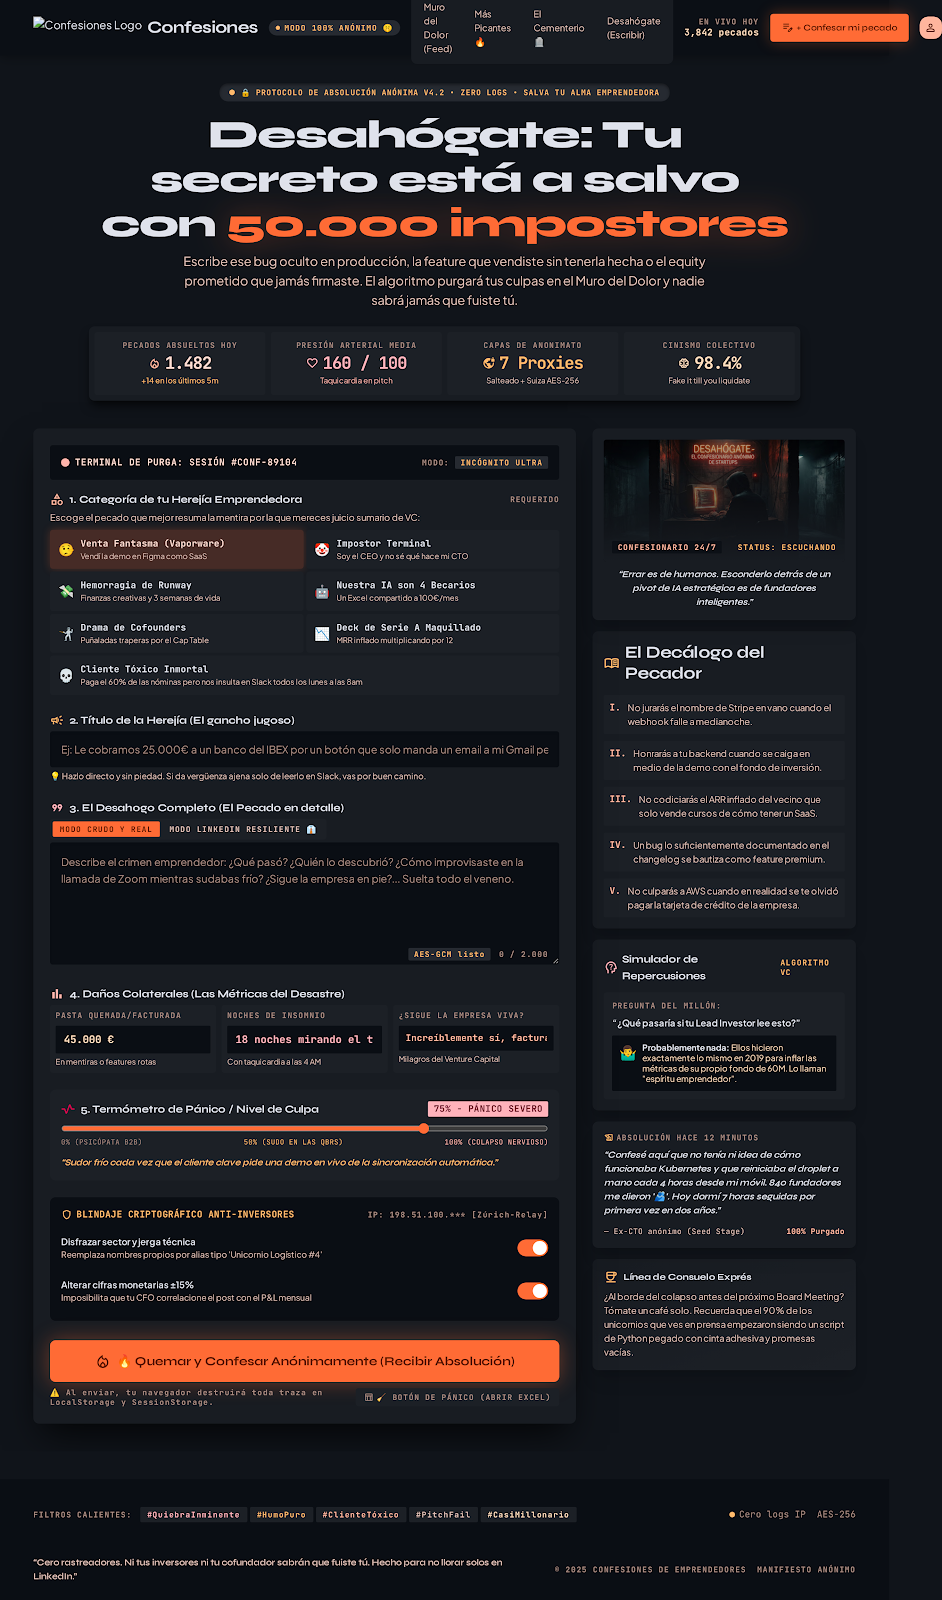 Confesiones Logo
Confesiones
MODO 100% ANÓNIMO 🤫
Muro
del
Dolor
(Feed)
Más
Picantes
🔥
El
Cementerio
🪦
Desahógate
(Escribir)
EN VIVO HOY
3,842 pecados
+ Confesar mi pecado
🔒 PROTOCOLO DE ABSOLUCIÓN ANÓNIMA V4.2 · ZERO LOGS · SALVA TU ALMA EMPRENDEDORA
Desahógate: Tu
secreto está a salvo
con 50.000 impostores
Escribe ese bug oculto en producción, la feature que vendiste sin tenerla hecha o el equity
prometido que jamás firmaste. El algoritmo purgará tus culpas en el Muro del Dolor y nadie
sabrá jamás que fuiste tú.
PECADOS ABSUELTOS HOY
1.482
+14 en los últimos 5m
PRESIÓN ARTERIAL MEDIA
160 / 100
Taquicardia en pitch
CAPAS DE ANONIMATO
7 Proxies
Salteado + Suiza AES-256
CINISMO COLECTIVO
98.4%
Fake it till you liquidate
TERMINAL DE PURGA: SESIÓN #CONF-89104
MODO: INCÓGNITO ULTRA
1. Categoría de tu Herejía Emprendedora
REQUERIDO
Escoge el pecado que mejor resuma la mentira por la que mereces juicio sumario de VC:
Venta Fantasma (Vaporware)
Vendí la demo en Figma como SaaS
Impostor Terminal
Soy el CEO y no sé qué hace mi CTO
Hemorragia de Runway
Finanzas creativas y 3 semanas de vida
Nuestra IA son 4 Becarios
Un Excel compartido a 100€/mes
Drama de Cofounders
Puñaladas traperas por el Cap Table
Deck de Serie A Maquillado
MRR inflado multiplicando por 12
Cliente Tóxico Inmortal
Paga el 60% de las nóminas pero nos insulta en Slack todos los lunes a las 8am
2. Título de la Herejía (El gancho jugoso)
Ej: Le cobramos 25.000€ a un banco del IBEX por un botón que solo manda un email a mi Gmail pe
💡 Hazlo directo y sin piedad. Si da vergüenza ajena solo de leerlo en Slack, vas por buen camino.
3. El Desahogo Completo (El Pecado en detalle)
MODO CRUDO Y REAL
MODO LINKEDIN RESILIENTE 👔
Describe el crimen emprendedor: ¿Qué pasó? ¿Quién lo descubrió? ¿Cómo improvisaste en la
llamada de Zoom mientras sudabas frío? ¿Sigue la empresa en pie?... Suelta todo el veneno.
AES-GCM listo
0 / 2.000
4. Daños Colaterales (Las Métricas del Desastre)
PASTA QUEMADA/FACTURADA
45.000 €
En mentiras o features rotas
NOCHES DE INSOMNIO
18 noches mirando el t
Con taquicardia a las 4 AM
¿SIGUE LA EMPRESA VIVA?
Increíblemente sí, factura
Milagros del Venture Capital
5. Termómetro de Pánico / Nivel de Culpa
75% - PÁNICO SEVERO
0% (PSICÓPATA B2B)
50% (SUDO EN LAS QBRS)
100% (COLAPSO NERVIOSO)
"Sudor frío cada vez que el cliente clave pide una demo en vivo de la sincronización automática."
BLINDAJE CRIPTOGRÁFICO ANTI-INVERSORES
IP: 198.51.100.*** [Zürich-Relay]
Disfrazar sector y jerga técnica
Reemplaza nombres propios por alias tipo 'Unicornio Logístico #4'
Alterar cifras monetarias ±15%
Imposibilita que tu CFO correlacione el post con el P&L mensual
🔥 Quemar y Confesar Anónimamente (Recibir Absolución)
⚠️ Al enviar, tu navegador destruirá toda traza en
LocalStorage y SessionStorage.
🧹 BOTÓN DE PÁNICO (ABRIR EXCEL)
DESAHÓGATE:
EL CONFESIONARIO ANÓNIMO
DE STARTUPS
CONFESIONARIO 24/7
STATUS: ESCUCHANDO
"Errar es de humanos. Esconderlo detrás de un
pivot de IA estratégica es de fundadores
inteligentes."
El Decálogo del
Pecador
I. No jurarás el nombre de Stripe en vano cuando el
webhook falle a medianoche.
II. Honrarás a tu backend cuando se caiga en
medio de la demo con el fondo de inversión.
III. No codiciarás el ARR inflado del vecino que
solo vende cursos de cómo tener un SaaS.
IV. Un bug lo suficientemente documentado en el
changelog se bautiza como feature premium.
V. No culparás a AWS cuando en realidad se te olvidó
pagar la tarjeta de crédito de la empresa.
Simulador de
Repercusiones
ALGORITMO
VC
PREGUNTA DEL MILLÓN:
"¿Qué pasaría si tu Lead Investor lee esto?"
Probablemente nada: Ellos hicieron
exactamente lo mismo en 2019 para inflar las
métricas de su propio fondo de 60M. Lo llaman
"espíritu emprendedor".
ABSOLUCIÓN HACE 12 MINUTOS
"Confesé aquí que no tenía ni idea de cómo
funcionaba Kubernetes y que reiniciaba el droplet a
mano cada 4 horas desde mi móvil. 840 fundadores
me dieron '🫂'. Hoy dormí 7 horas seguidas por
primera vez en dos años."
— Ex-CTO anónimo (Seed Stage)
100% Purgado
Línea de Consuelo Exprés
¿Al borde del colapso antes del próximo Board Meeting?
Tómate un café solo. Recuerda que el 90% de los
unicornios que ves en prensa empezaron siendo un script
de Python pegado con cinta adhesiva y promesas
vacías.
FILTROS CALIENTES:
#QuiebraInminente
#HumoPuro
#ClienteTóxico
#PitchFail
#CasiMillonario
Cero logs IP
AES-256
"Cero rastreadores. Ni tus inversores ni tu cofundador sabrán que fuiste tú. Hecho para no llorar solos en
LinkedIn."
© 2025 CONFESIONES DE EMPRENDEDORES
MANIFIESTO ANÓNIMO